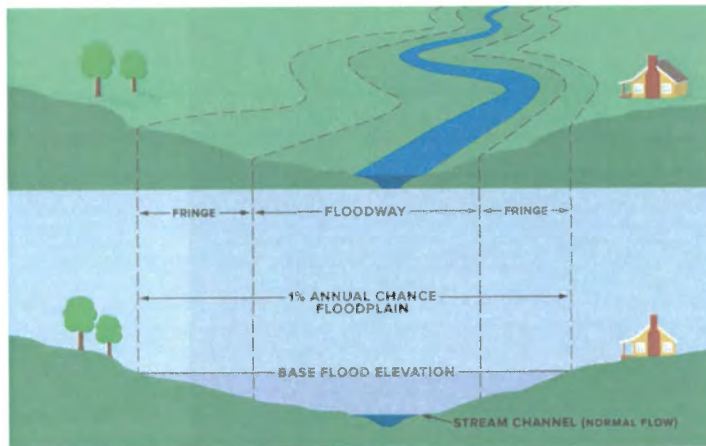 FRINGE
FLOODWAY
FRINGE
1% ANNUAL CHANCE
FLOODPLAIN
BASE FLOOD ELEVATION
STREAM CHANNEL (NORMAL FLOW)